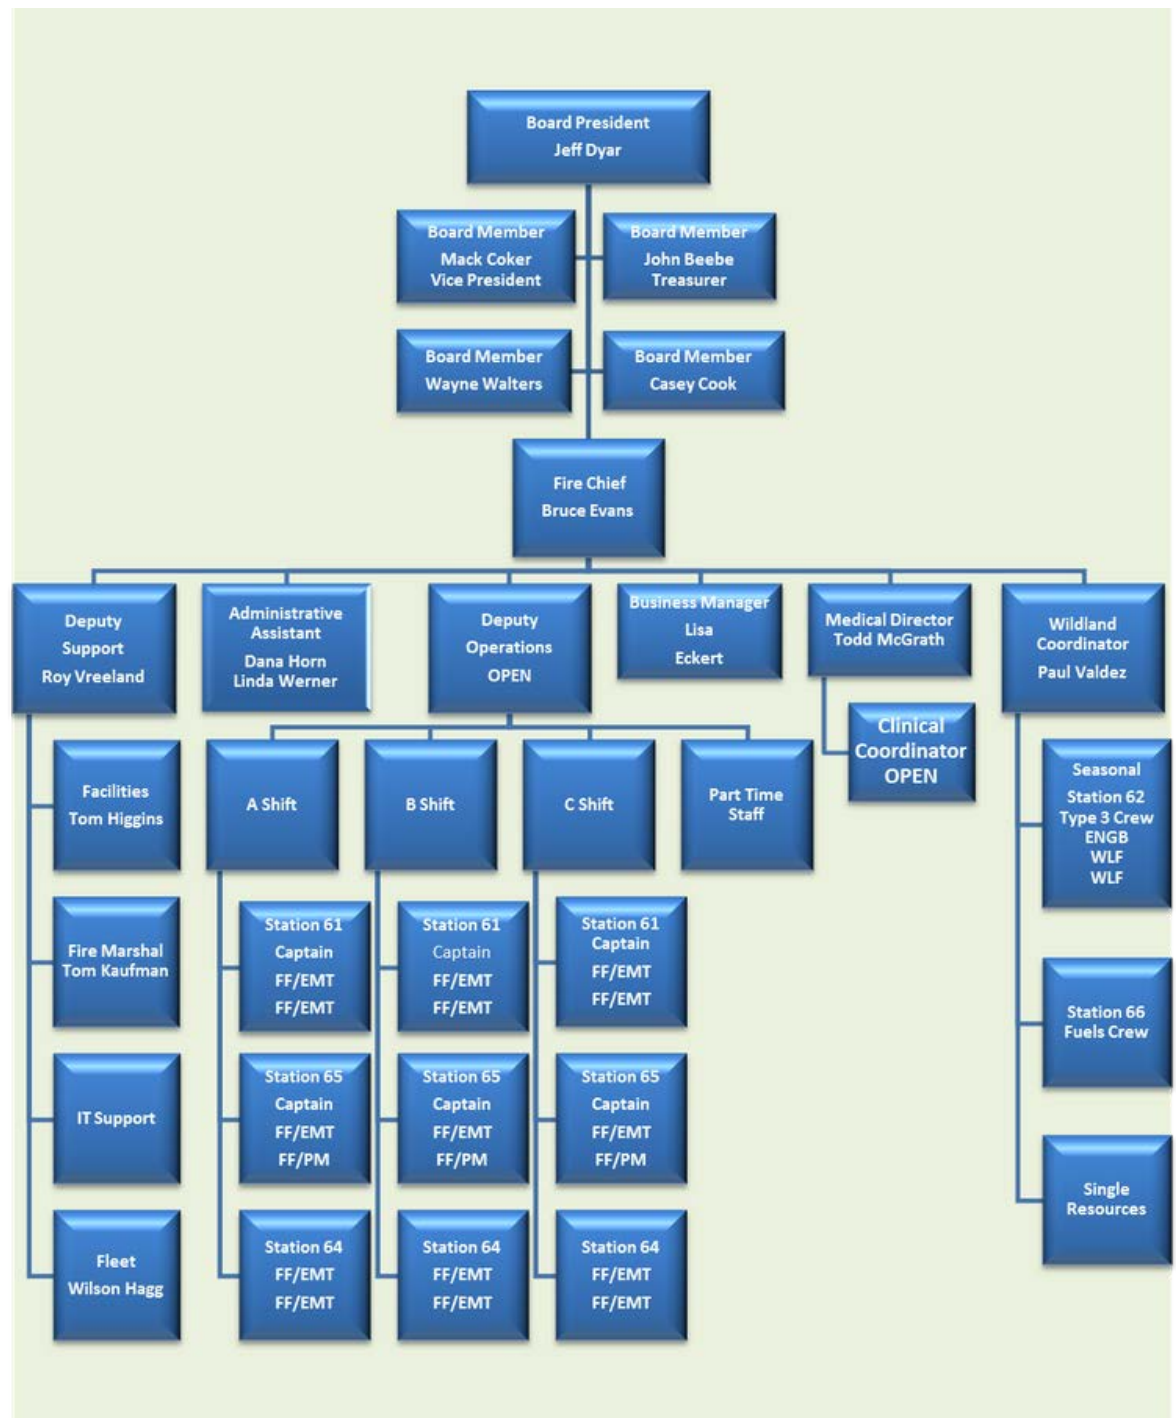 Board President
Jeff Dyar
Board Member
Mack Coker
Vice President
Board Member
John Beebe
Treasurer
Board Member
Wayne Walters
Board Member
Casey Cook
Fire Chief
Bruce Evans
Deputy
Support
Roy Vreeland
Administrative
Assistant
Dana Horn
Linda Werner
Deputy
Operations
OPEN
Business Manager
Lisa
Eckert
Medical Director
Todd McGrath
Wildland
Coordinator
Paul Valdez
Clinical
Coordinator
OPEN
Facilities
Tom Higgins
Fire Marshal
Tom Kaufman
IT Support
Fleet
Wilson Hagg
A Shift
B Shift
C Shift
Part Time
Staff
Station 61
Captain
FF/EMT
FF/EMT
Station 65
Captain
FF/EMT
FF/PM
Station 64
FF/EMT
FF/EMT
Station 61
Captain
FF/EMT
FF/EMT
Station 65
Captain
FF/EMT
FF/PM
Station 64
FF/EMT
FF/EMT
Station 61
Captain
FF/EMT
FF/EMT
Station 65
Captain
FF/EMT
FF/PM
Station 64
FF/EMT
FF/EMT
Seasonal
Station 62
Type 3 Crew
ENGB
WLF
WLF
Station 66
Fuels Crew
Single
Resources